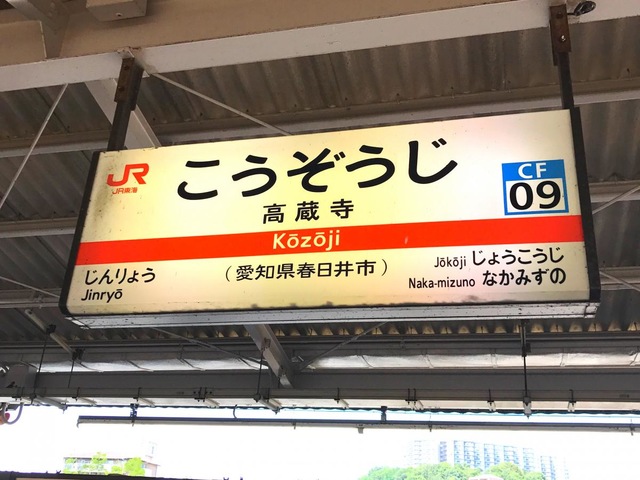 JR
JR東海
こうぞうじ
高蔵寺
CF
09
Kōzōji
じんりょう
Jinryō
（愛知県春日井市）
Jōkōji じょうこうじ
Naka-mizuno なかみずの